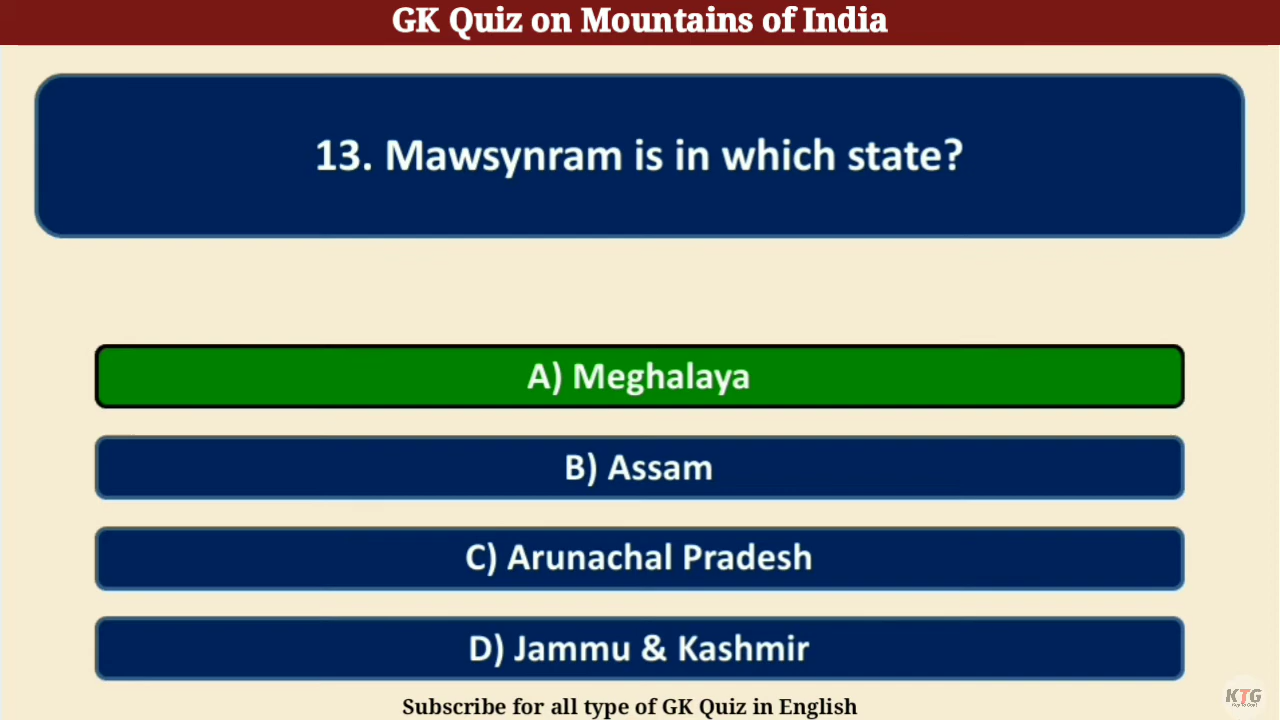 GK Quiz on Mountains of India
13. Mawsynram is in which state?
A) Meghalaya
B) Assam
C) Arunachal Pradesh
D) Jammu & Kashmir
Subscribe for all type of GK Quiz in English
KTG